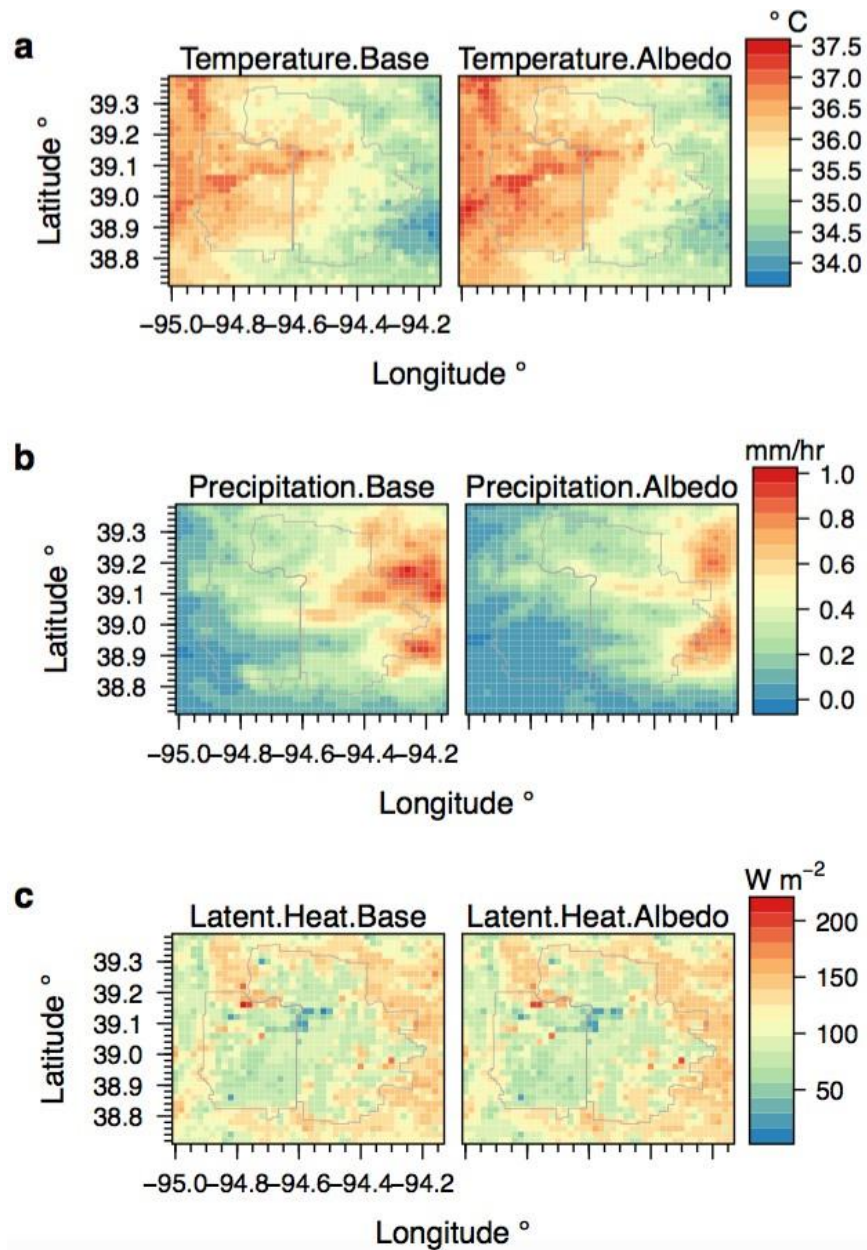 ° C
a
Temperature.Base Temperature.Albedo
37.5
37.0
36.5
36.0
35.5
35.0
34.5
34.0
39.3
39.2
39.1
39.0
38.9
38.8
Latitude °
−95.0−94.8−94.6−94.4−94.2
Longitude °
b
mm/hr
Precipitation.Base Precipitation.Albedo
1.0
0.8
0.6
0.4
0.2
0.0
39.3
39.2
39.1
39.0
38.9
38.8
Latitude °
−95.0−94.8−94.6−94.4−94.2
Longitude °
c
W m−2
Latent.Heat.Base Latent.Heat.Albedo
200
150
100
50
39.3
39.2
39.1
39.0
38.9
38.8
Latitude °
−95.0−94.8−94.6−94.4−94.2
Longitude °